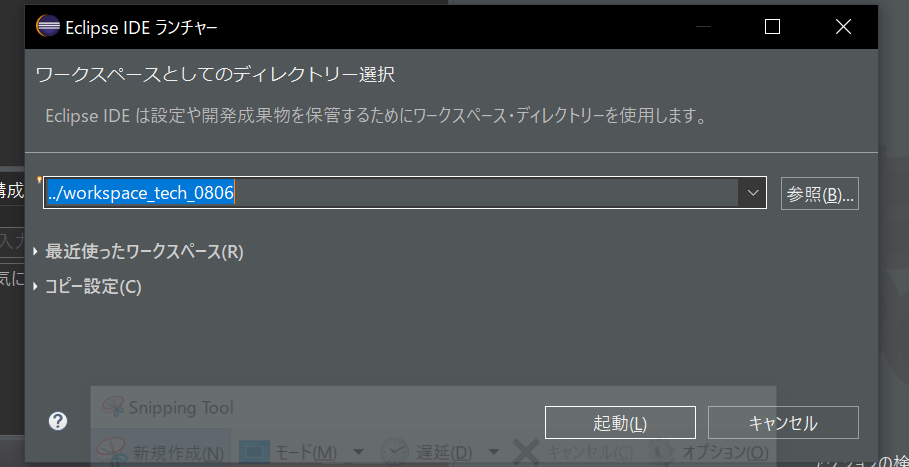 Eclipse IDE ランチャー
ワークスペースとしてのディレクトリー選択
Eclipse IDE は設定や開発成果物を保管するためにワークスペース・ディレクトリーを使用します。
構成
../workspace_tech_0806
参照(B)...
入力
最近使ったワークスペース(R)
気に
コピー設定(C)
Snipping Tool
起動(L)
キャンセル
新規作成(N)
モード(M)
遅延(D)
キャンセル(C)
オプション(O)